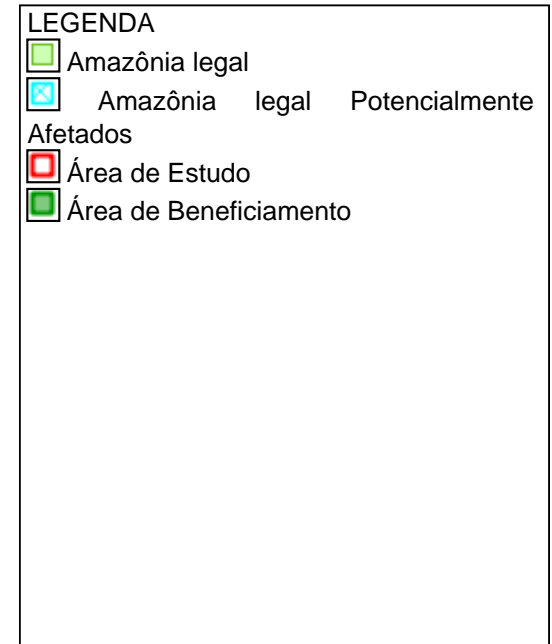 LEGENDA
Amazônia legal
Amazônia legal Potencialmente
Afetados
Área de Estudo
Área de Beneficiamento